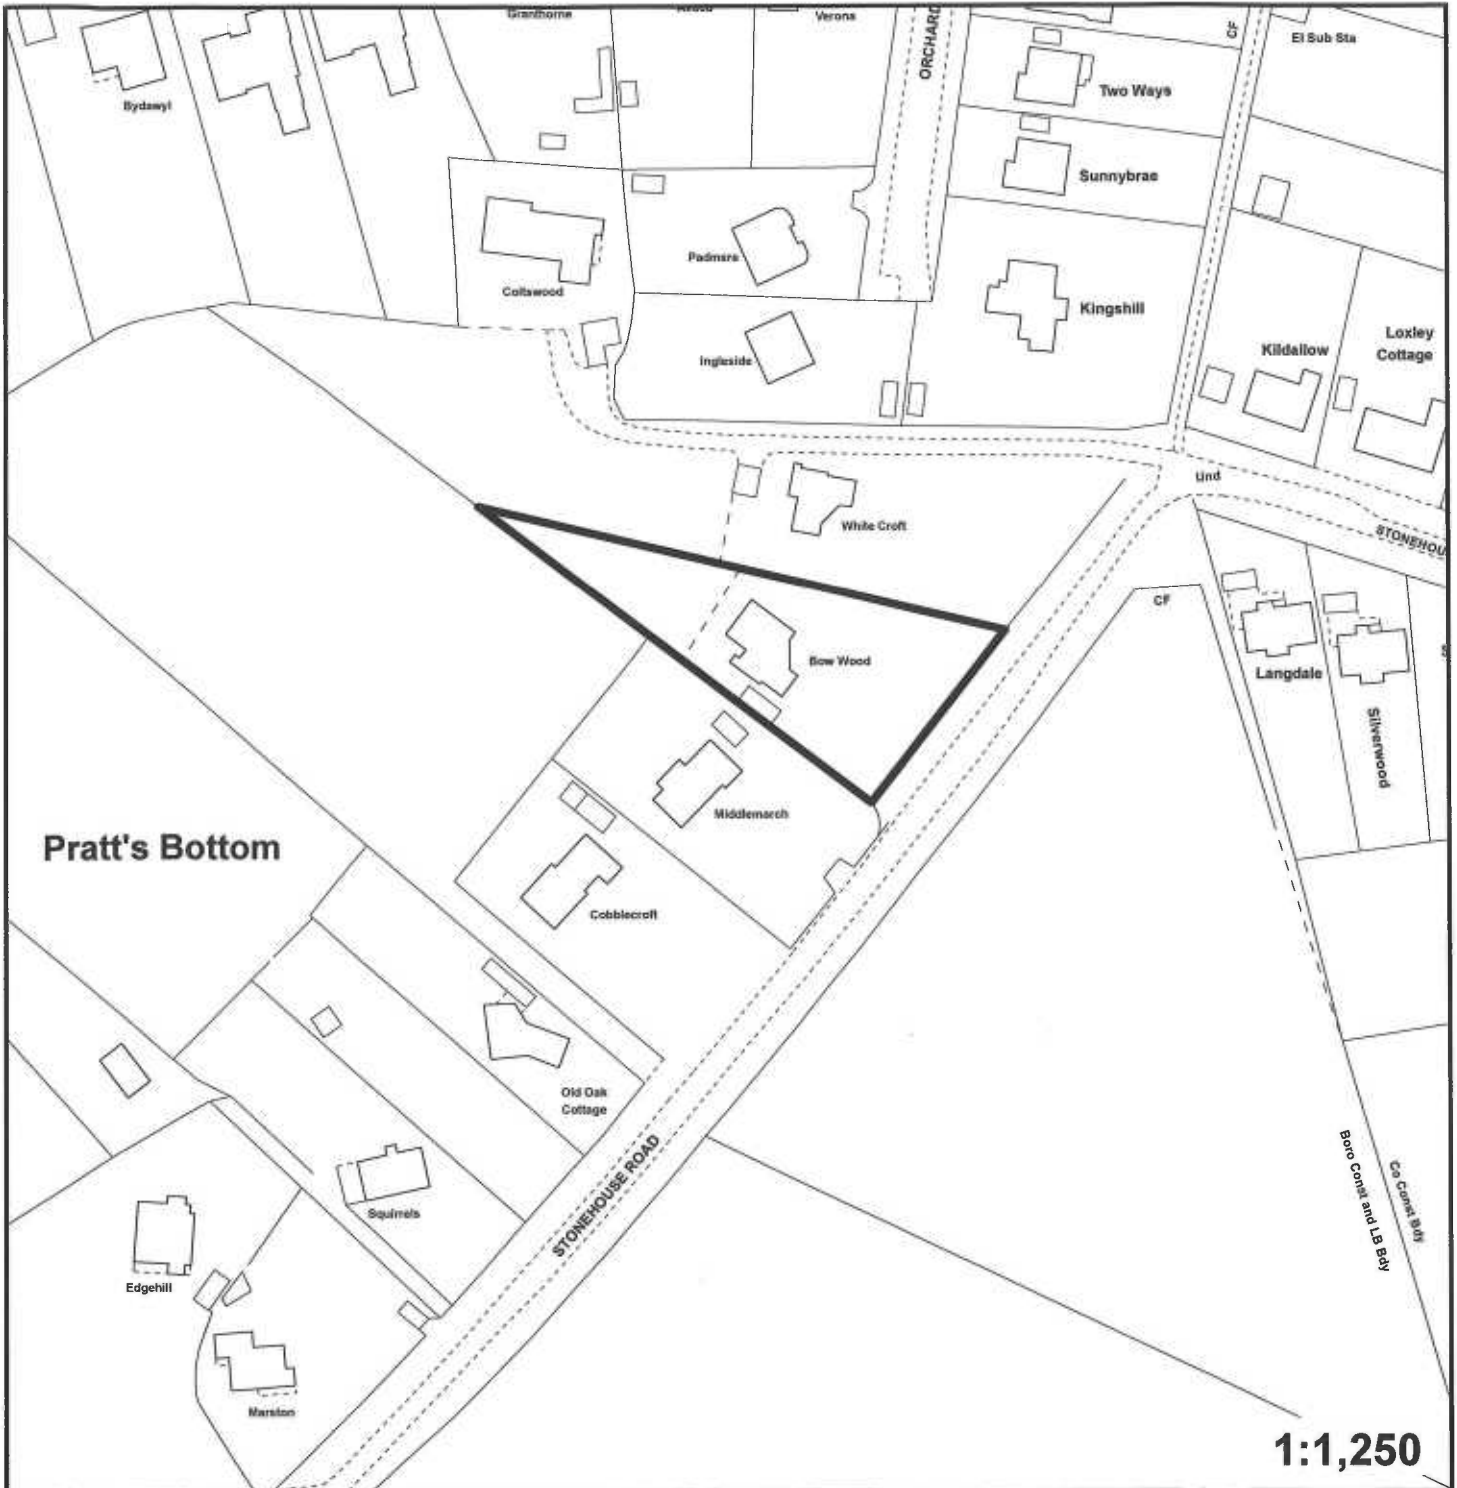 Granthorne
Verona
ORCHARD
CF
El Sub Sta
Bydawyl
Two Ways
Sunnybrae
Padmara
Coltswood
Kingshill
Ingleside
Kildallow
Loxley
Cottage
Und
White Croft
STONEHOU
CF
Bow Wood
Langdale
Silverwood
Middlemarch
Pratt's Bottom
Cobblecroft
Old Oak
Cottage
STONEHOUSE ROAD
Boro Const and LB Bdy
Co Const Bdy
Squirrels
Edgehill
Marston
1:1,250